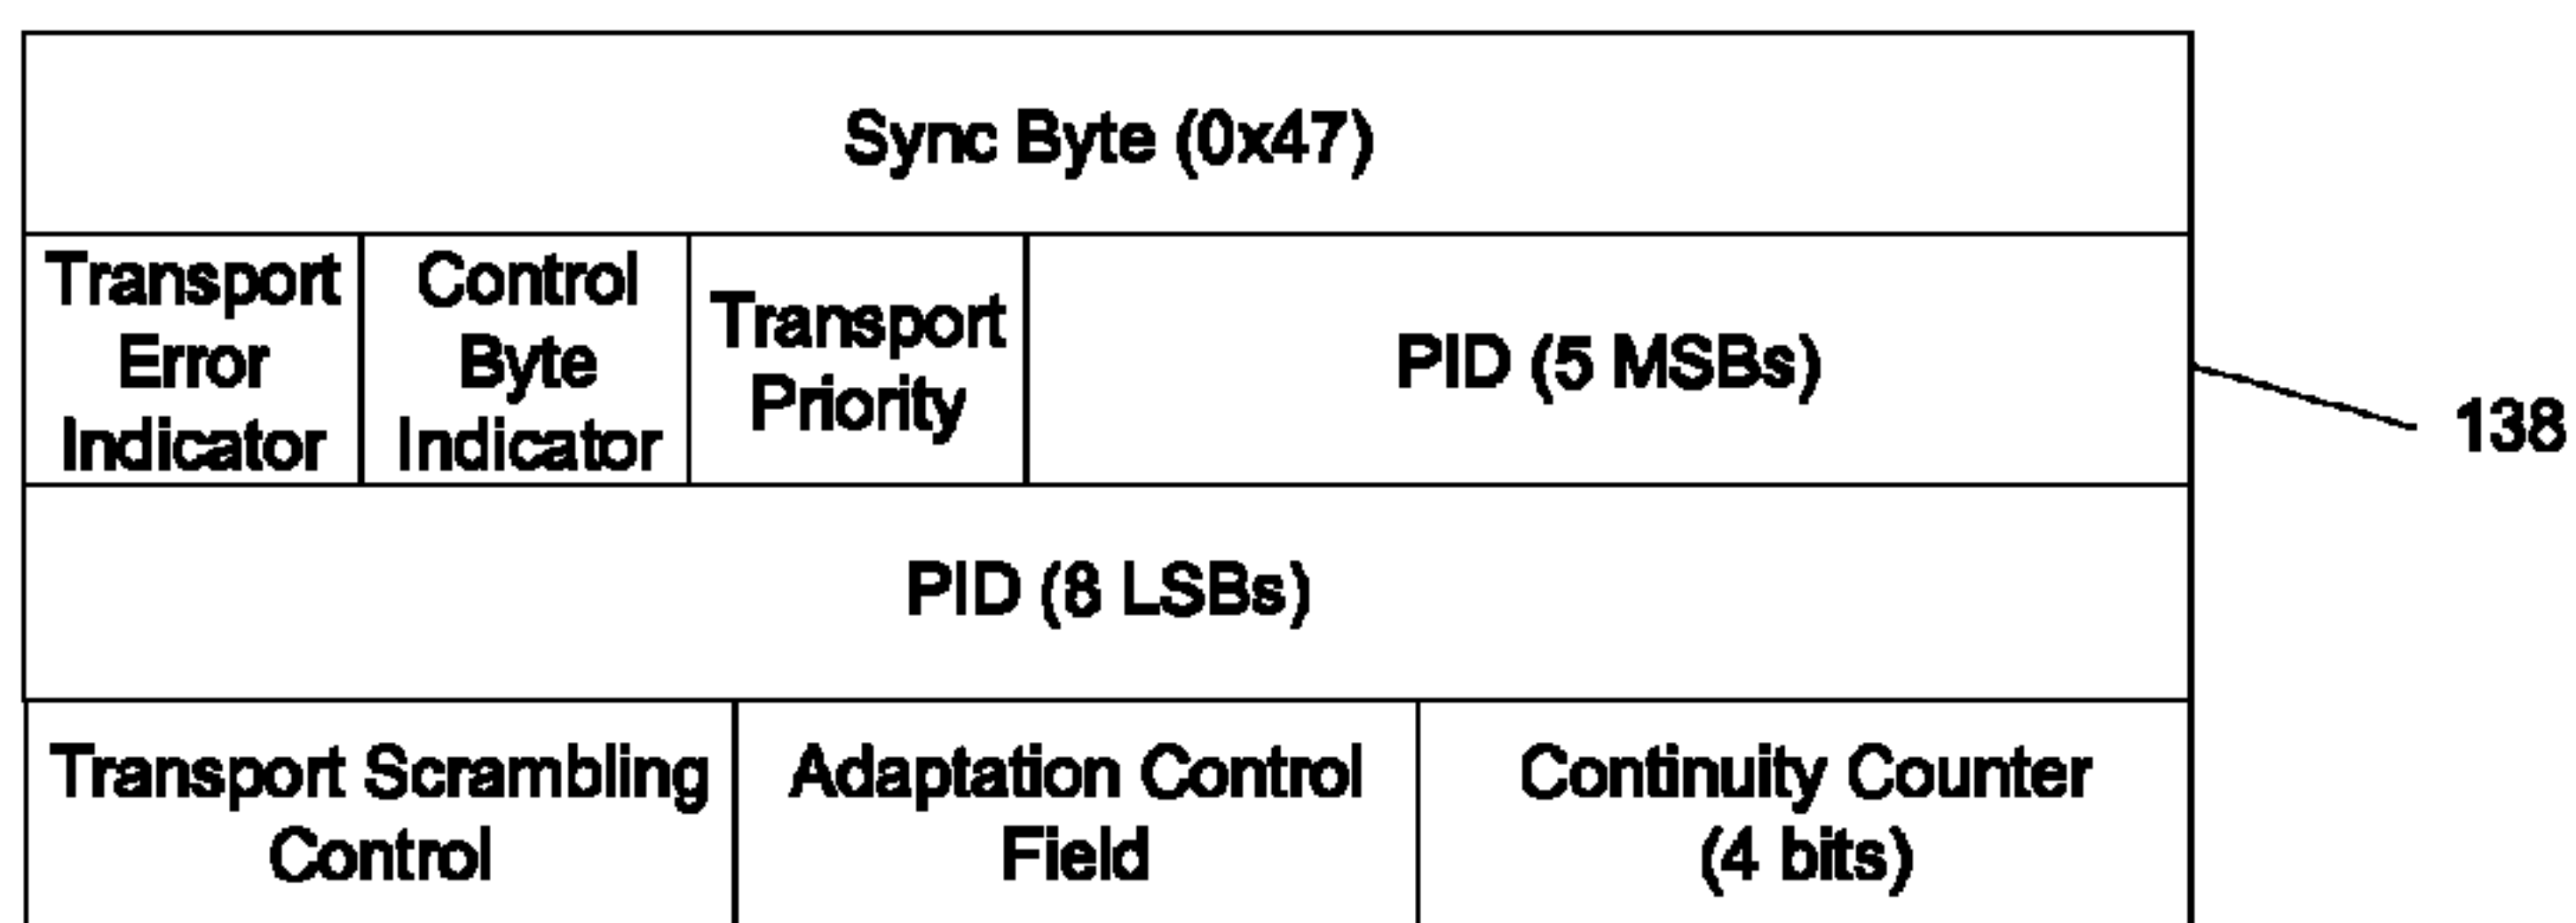 Sync Byte (0x47)
Transport
Error
Indicator
Control
Byte
Indicator
Transport
Priority
PID (5 MSBs)
138
PID (8 LSBs)
Transport Scrambling
Control
Adaptation Control
Field
Continuity Counter
(4 bits)